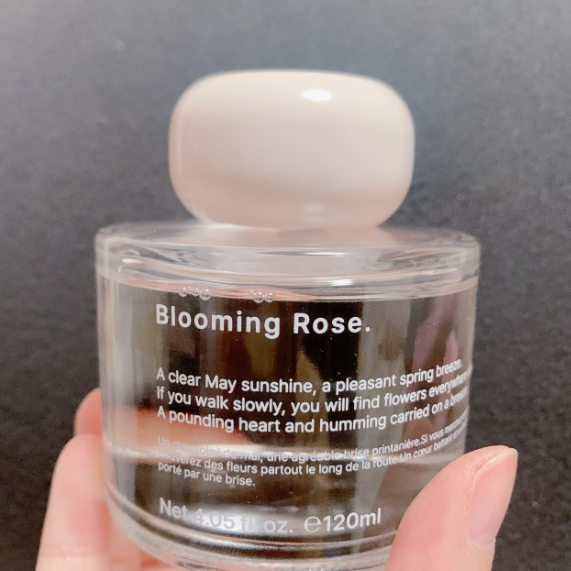 Blooming Rose.
A clear May sunshine, a pleasant spring breeze.
If you walk slowly, you will find flowers everywhere
A pounding heart and humming carried on a breeze
Un clair soleil de mai, une agréable brise printanière.Si vous marchez
trouverez des fleurs partout le long de la route.Un cœur battant et un
porté par une brise.
Net 4.05 fl. oz. ℮120ml